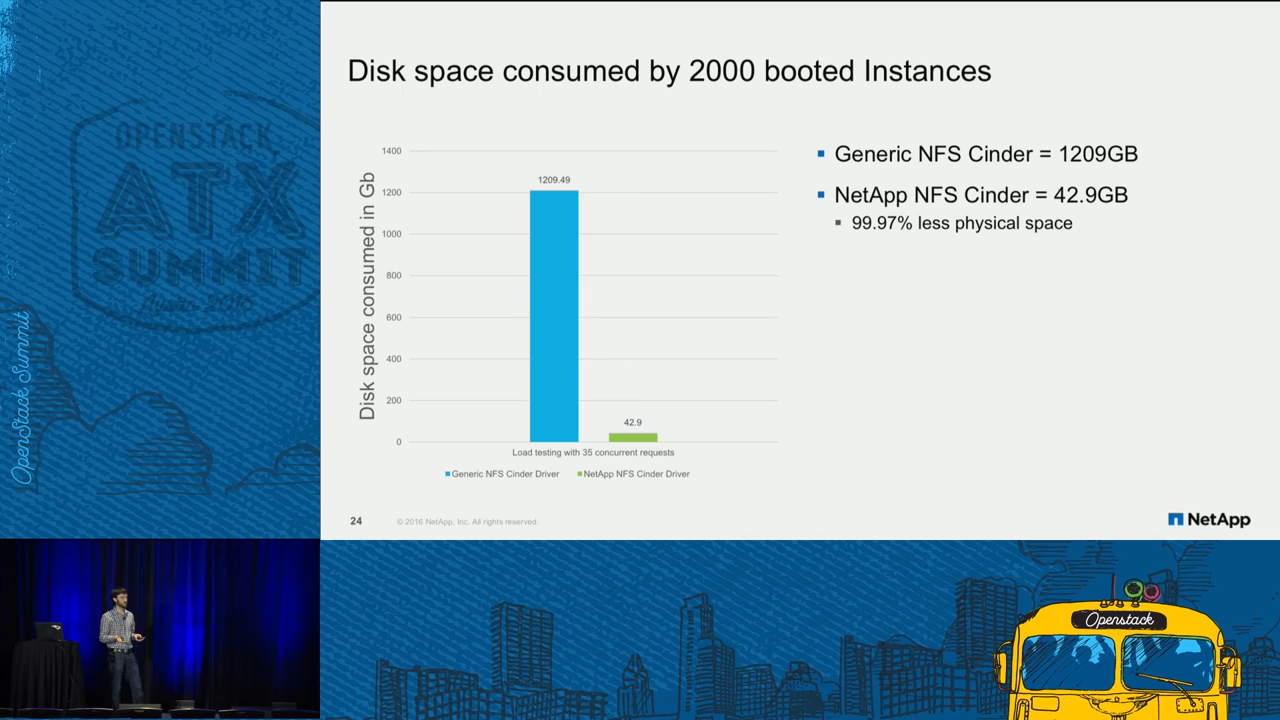 OPENSTACK
ATX
SUMMIT
Austin 2016
OpenStack Summit
Disk space consumed by 2000 booted Instances
Disk space consumed in Gb
1400
1200
1000
800
600
400
200
0
1209.49
42.9
Load testing with 35 concurrent requests
Generic NFS Cinder Driver
NetApp NFS Cinder Driver
Generic NFS Cinder = 1209GB
NetApp NFS Cinder = 42.9GB
99.97% less physical space
24
© 2016 NetApp, Inc. All rights reserved.
NetApp
Openstack